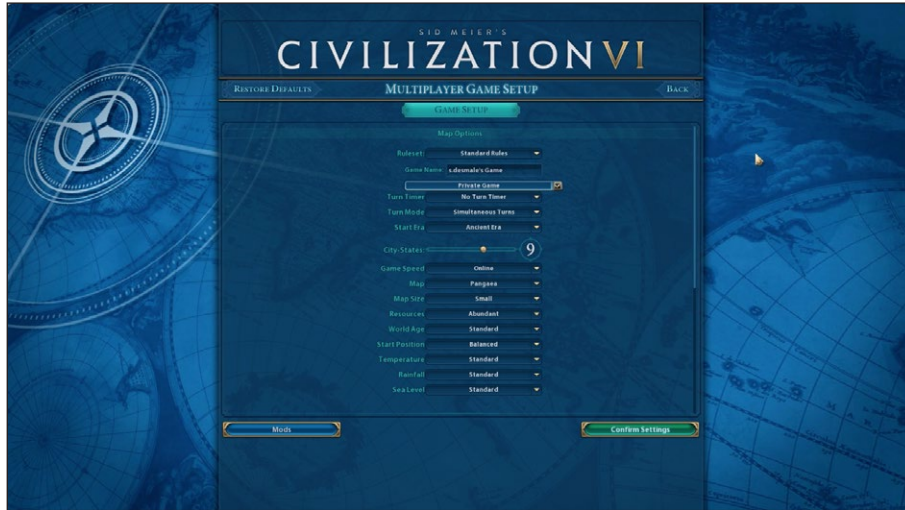 SID MEIER'S
CIVILIZATION VI
RESTORE DEFAULTS MULTIPLAYER GAME SETUP BACK
GAME SETUP
Map Options
Ruleset: Standard Rules
Game Name s.desmale's Game
Private Game
Turn Timer No Turn Timer
Turn Mode Simultaneous Turns
Start Era Ancient Era
City-States: 9
Game Speed Online
Map Pangaea
Map Size Small
Resources Abundant
World Age Standard
Start Position Balanced
Temperature Standard
Rainfall Standard
Sea Level Standard
Mods Confirm Settings